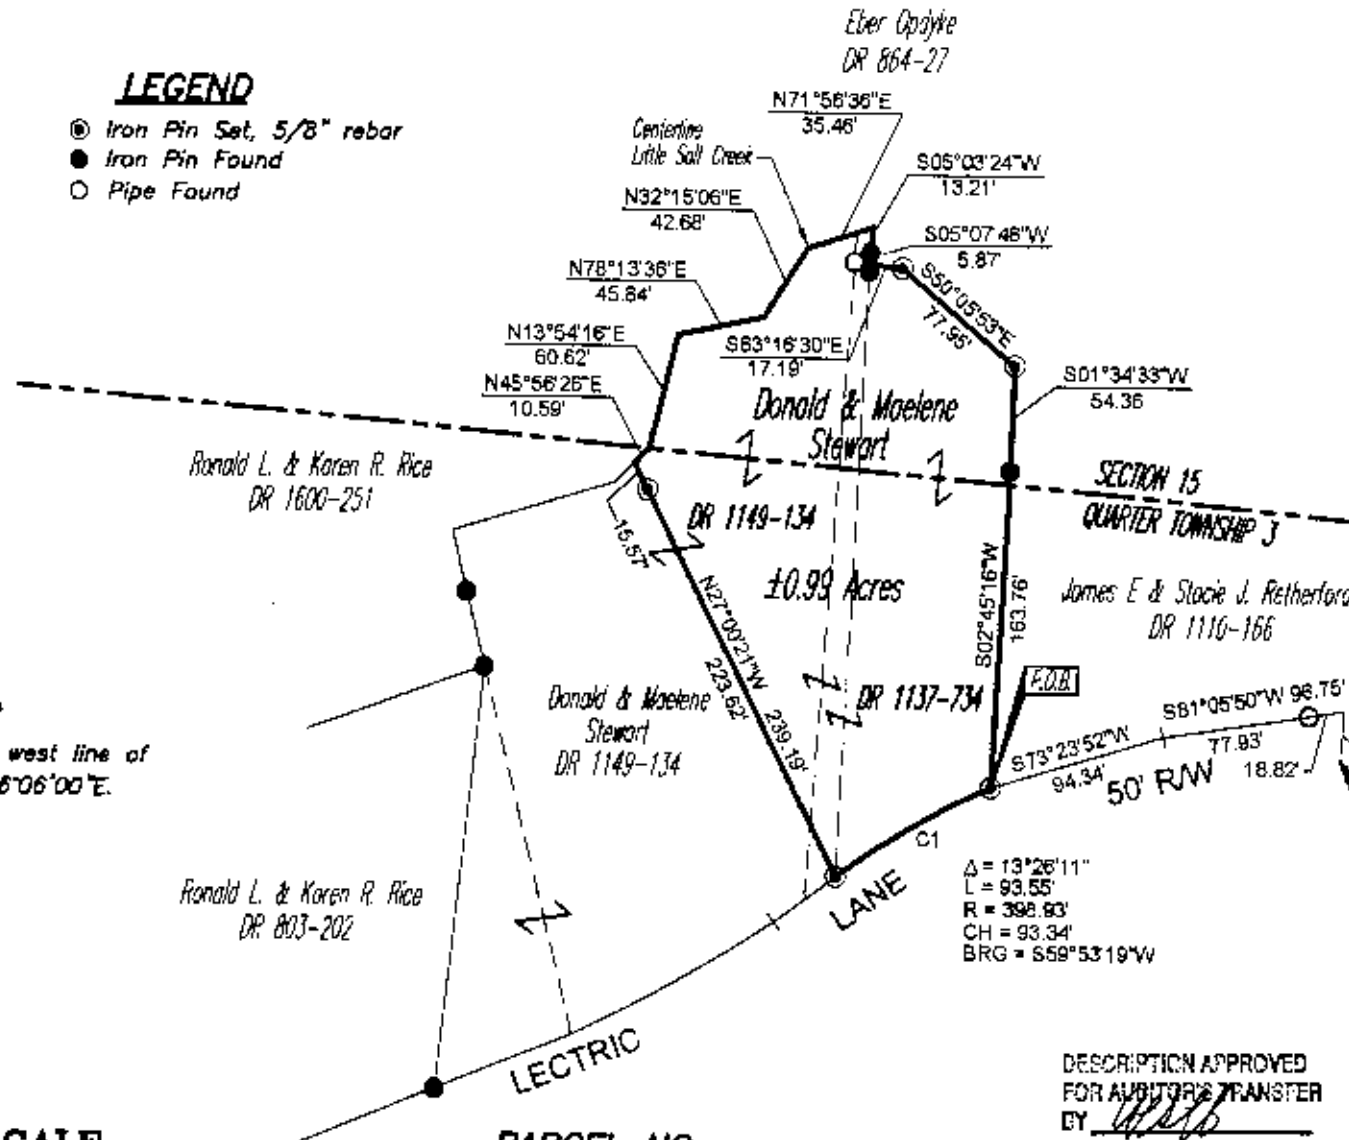 Eber Opdyke
DR 864-27
LEGEND
Iron Pin Set, 5/8" rebar
Iron Pin Found
Pipe Found
N71°56'36"E
35.46'
Centerline
Little Salt Creek
S05°03'24"W
13.21'
N32°15'06"E
42.68'
S05°07'48"W
5.87'
N78°13'36"E
45.84'
S50°05'53"E
77.95'
N13°54'16"E
60.62'
S63°16'30"E
17.19'
S01°34'33"W
54.36
N45°56'26"E
10.59'
Donald & Maelene
Stewart
Ronald L. & Karen R. Rice
DR 1600-251
SECTION 15
QUARTER TOWNSHIP 3
DR 1149-134
15.57'
±0.99 Acres
S02°45'16"W
163.76'
James E & Stacie J. Retherford
DR 1110-166
N27°00'21"W
223.62'
239.19'
P.O.B.
Donald & Maelene
Stewart
DR 1149-134
DR 1137-734
S81°05'50"W 96.75'
77.93'
18.82'
S73°23'52"W
94.34'
50' R/W
west line of
6°06'00"E.
C1
Δ = 13°26'11"
L = 93.55'
R = 398.93'
CH = 93.34'
BRG = S59°53'19"W
Ronald L. & Karen R. Rice
DR 803-202
LANE
LECTRIC
DESCRIPTION APPROVED
FOR AUDITOR'S TRANSFER
BY